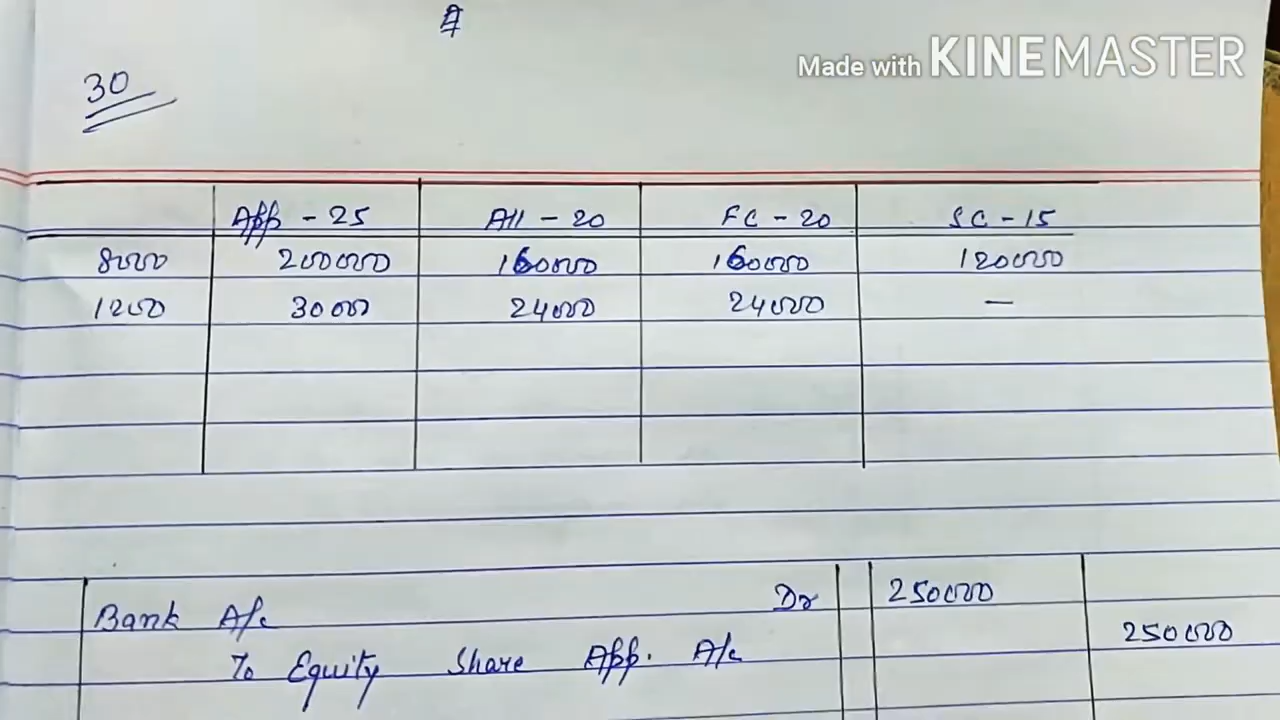 Made with KINEMASTER
30
App - 25 All - 20 FC - 20 SC - 15
8000 200000 160000 160000 120000
1200 30000 24000 24000 —
Bank A/c Dr 250000
To Equity Share App. A/c 250000